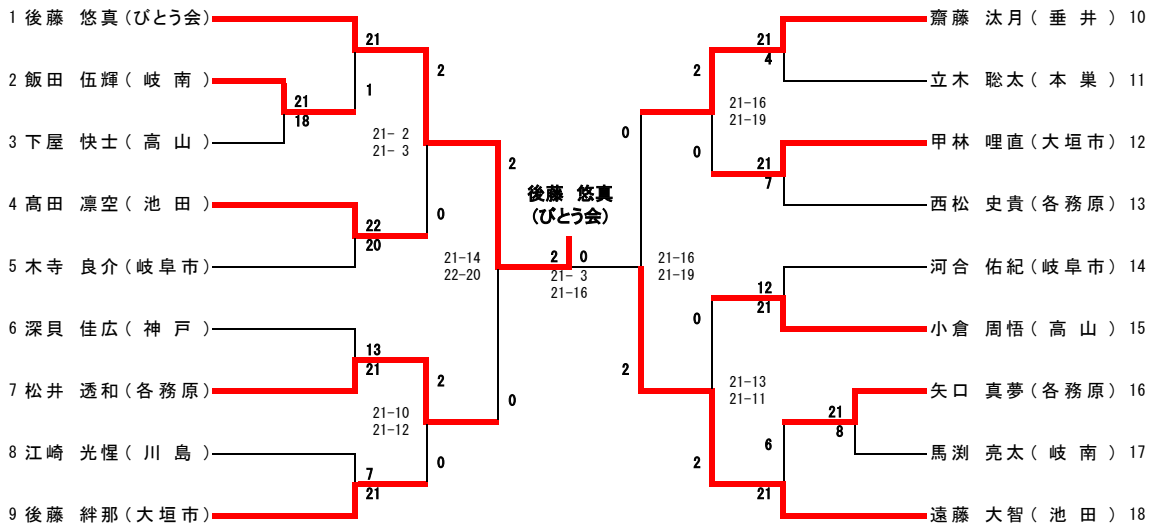 1 後藤 悠真(びとう会)
21
2
1
2 飯田 伍輝(岐南)
21
18
3 下屋 快士(高山)
21- 2
21- 3
4 髙田 凛空(池田)
22
20
0
5 木寺 良介(岐阜市)
2
21-14
22-20
6 深貝 佳広(神戸)
13
21
7 松井 透和(各務原)
2
0
21-10
21-12
8 江崎 光惺(川島)
7
21
0
9 後藤 絆那(大垣市)
後藤 悠真
(びとう会)
2 0
21- 3
21-16
齋藤 汰月(垂井) 10
21
4
2
立木 聡太(本巣) 11
21-16
21-19
0
甲林 哩直(大垣市) 12
0
21
7
西松 史貴(各務原) 13
21-16
21-19
河合 佑紀(岐阜市) 14
12
21
0
小倉 周悟(高山) 15
2
21-13
21-11
矢口 真夢(各務原) 16
21
8
6
馬渕 亮太(岐南) 17
2
21
遠藤 大智(池田) 18